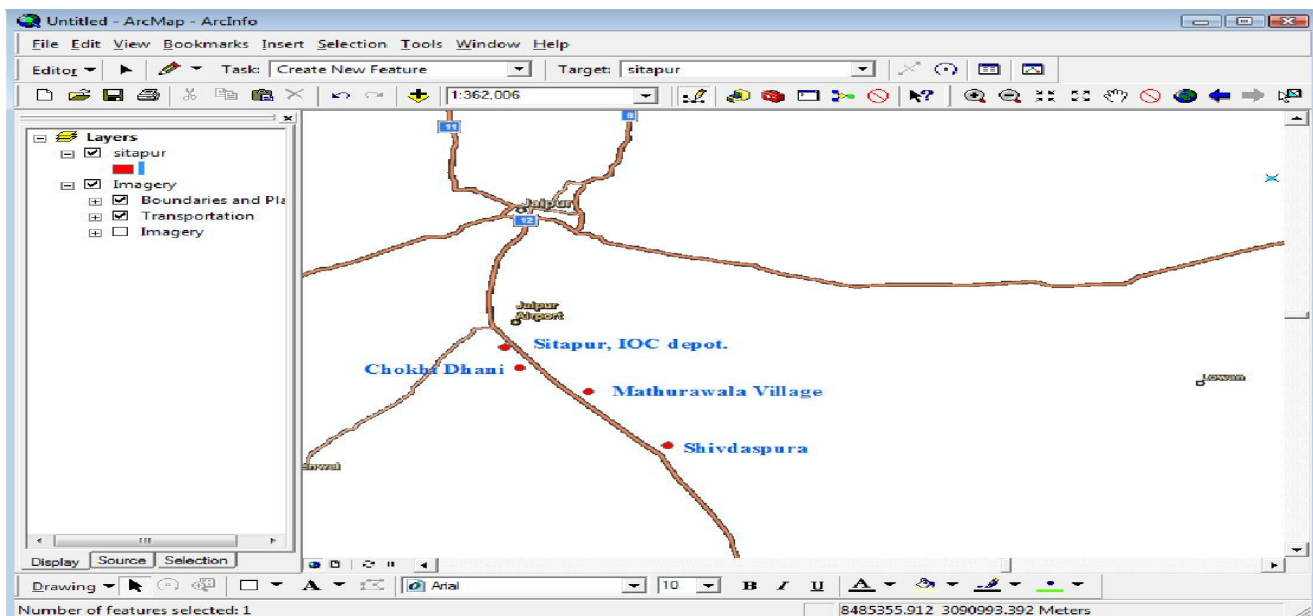 Untitled - ArcMap - ArcInfo
File Edit View Bookmarks Insert Selection Tools Window Help
Editor Task: Create New Feature Target: sitapur
1:362,006
Layers
sitapur
Imagery
Boundaries and Pla
Transportation
Imagery
11
8
Jaipur
12
Jaipur
Airport
Sitapur, IOC depot.
Chokhi Dhani
Mathurawala Village
Lowan
Shivdaspura
Display Source Selection
Drawing A Arial 10 B I U A
Number of features selected: 1 8485355.912 3090993.392 Meters